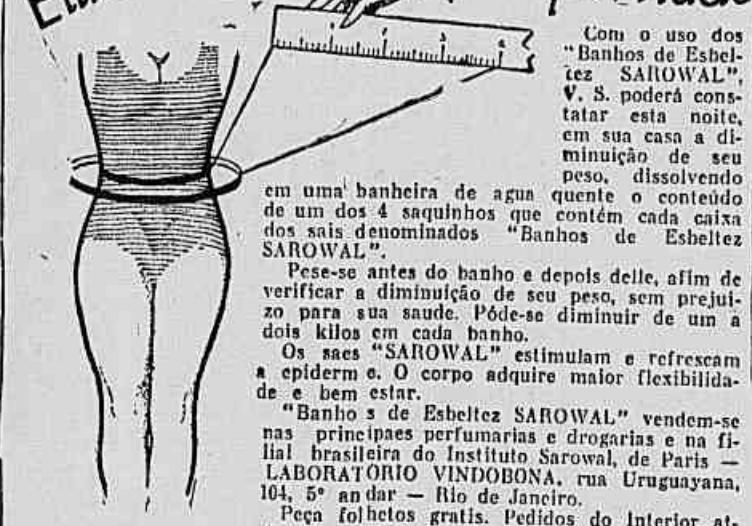 Com o uso dos
"Banhos de Esbel-
tez SAROWAL",
V. S. poderá cons-
tatar esta noite,
em sua casa a di-
minuição de seu
peso, dissolvendo
em uma banheira de agua quente o conteúdo
de um dos 4 saquinhos que contém cada caixa
dos sais denominados "Banhos de Esbeltez
SAROWAL".
Pese-se antes do banho e depois delle, afim de
verificar a diminuição de seu peso, sem prejui-
zo para sua saude. Póde-se diminuir de um a
dois kilos em cada banho.
Os saes "SAROWAL" estimulam e refrescam
a epiderm e. O corpo adquire maior flexibilida-
de e bem estar.
"Banho s de Esbeltez SAROWAL" vendem-se
nas principaes perfumarias e drogarias e na fi-
lial brasileira do Instituto Sarowal, de Paris —
LABORATORIO VINDOBONA, rua Uruguayana,
104, 5º andar — Rio de Janeiro.
Peça folhetos gratis. Pedidos do Interior at-